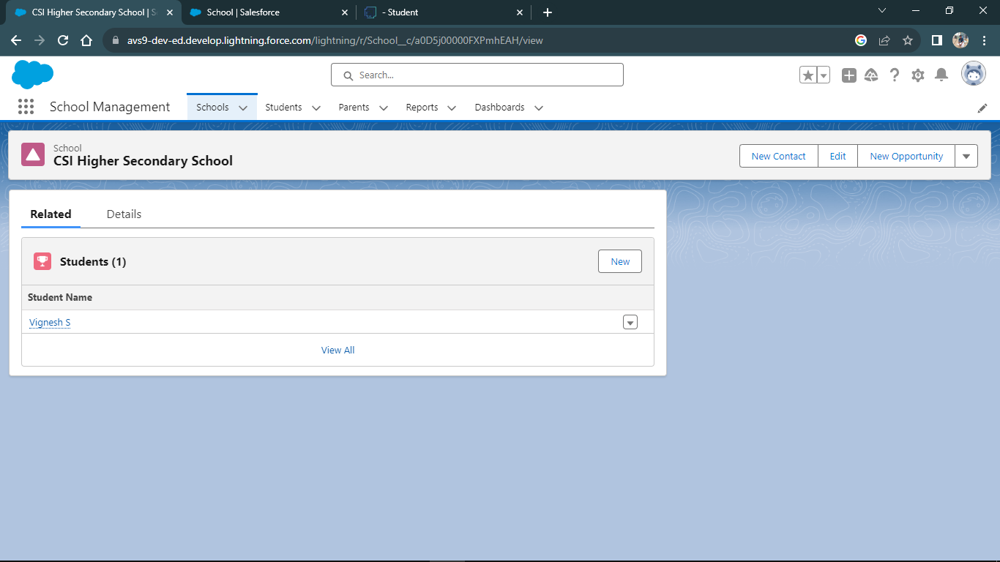 CSI Higher Secondary School | S
School | Salesforce
- Student
avs9-dev-ed.develop.lightning.force.com/lightning/r/School__c/a0D5j00000FXPmhEAH/view
Search...
School Management
Schools
Students
Parents
Reports
Dashboards
School
CSI Higher Secondary School
New Contact
Edit
New Opportunity
Related
Details
Students (1)
New
Student Name
Vignesh S
View All